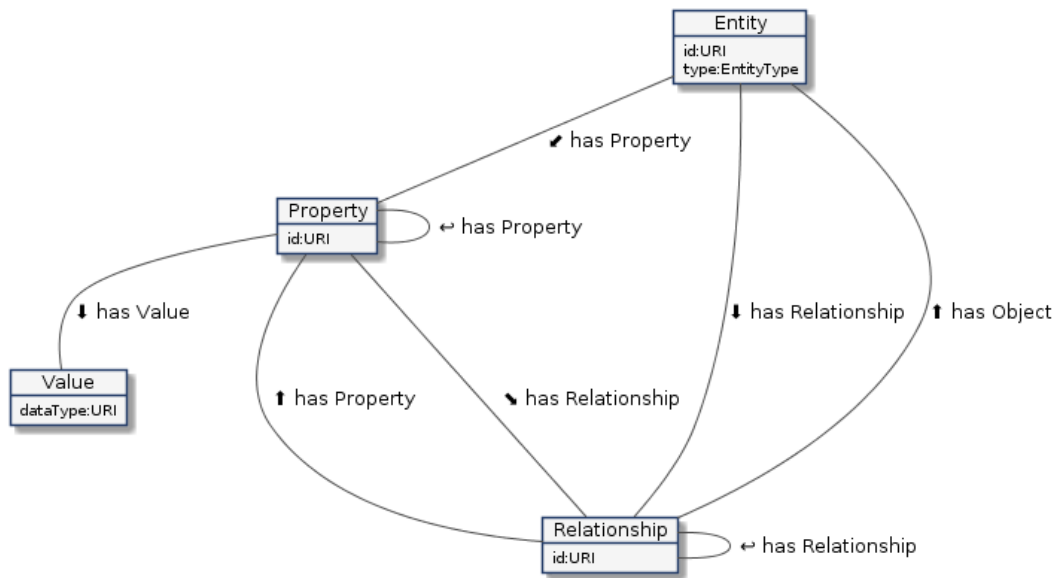 Entity
id:URI
type:EntityType
⬋ has Property
Property
id:URI
↩ has Property
⬇ has Value
⬇ has Relationship
⬆ has Object
Value
dataType:URI
⬆ has Property
⬊ has Relationship
Relationship
id:URI
↩ has Relationship